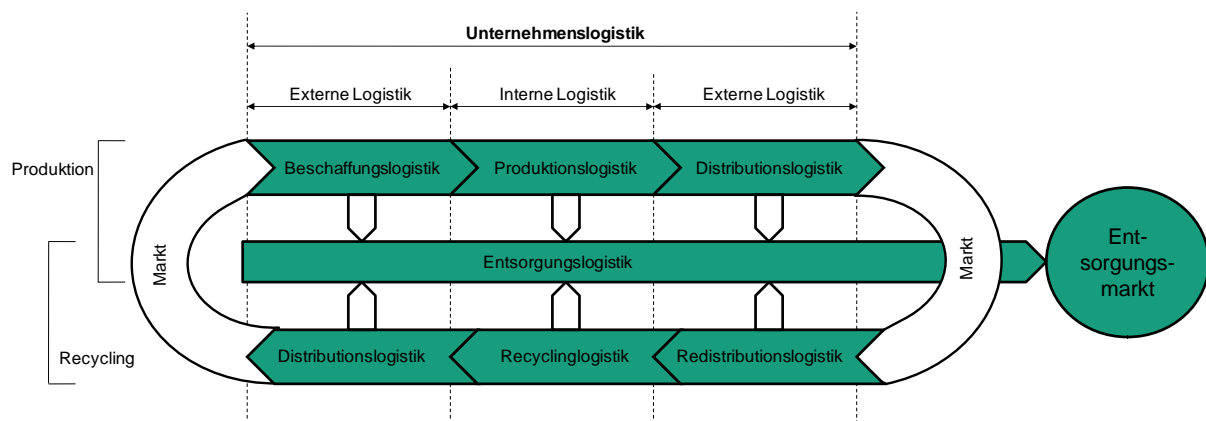 Unternehmenslogistik
Externe Logistik
Interne Logistik
Externe Logistik
Produktion
Beschaffungslogistik
Produktionslogistik
Distributionslogistik
Markt
Entsorgungslogistik
Markt
Ent-
sorgungs-
markt
Recycling
Distributionslogistik
Recyclinglogistik
Redistributionslogistik